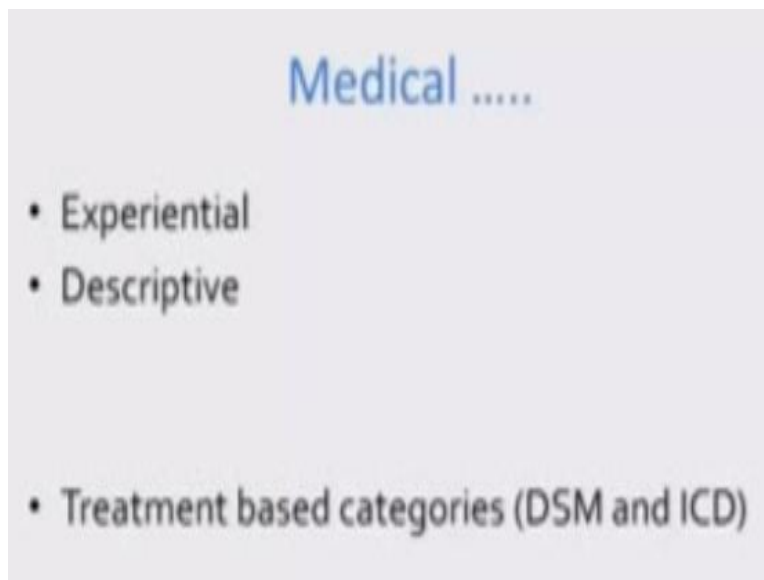 Medical .....
• Experiential
• Descriptive
• Treatment based categories (DSM and ICD)